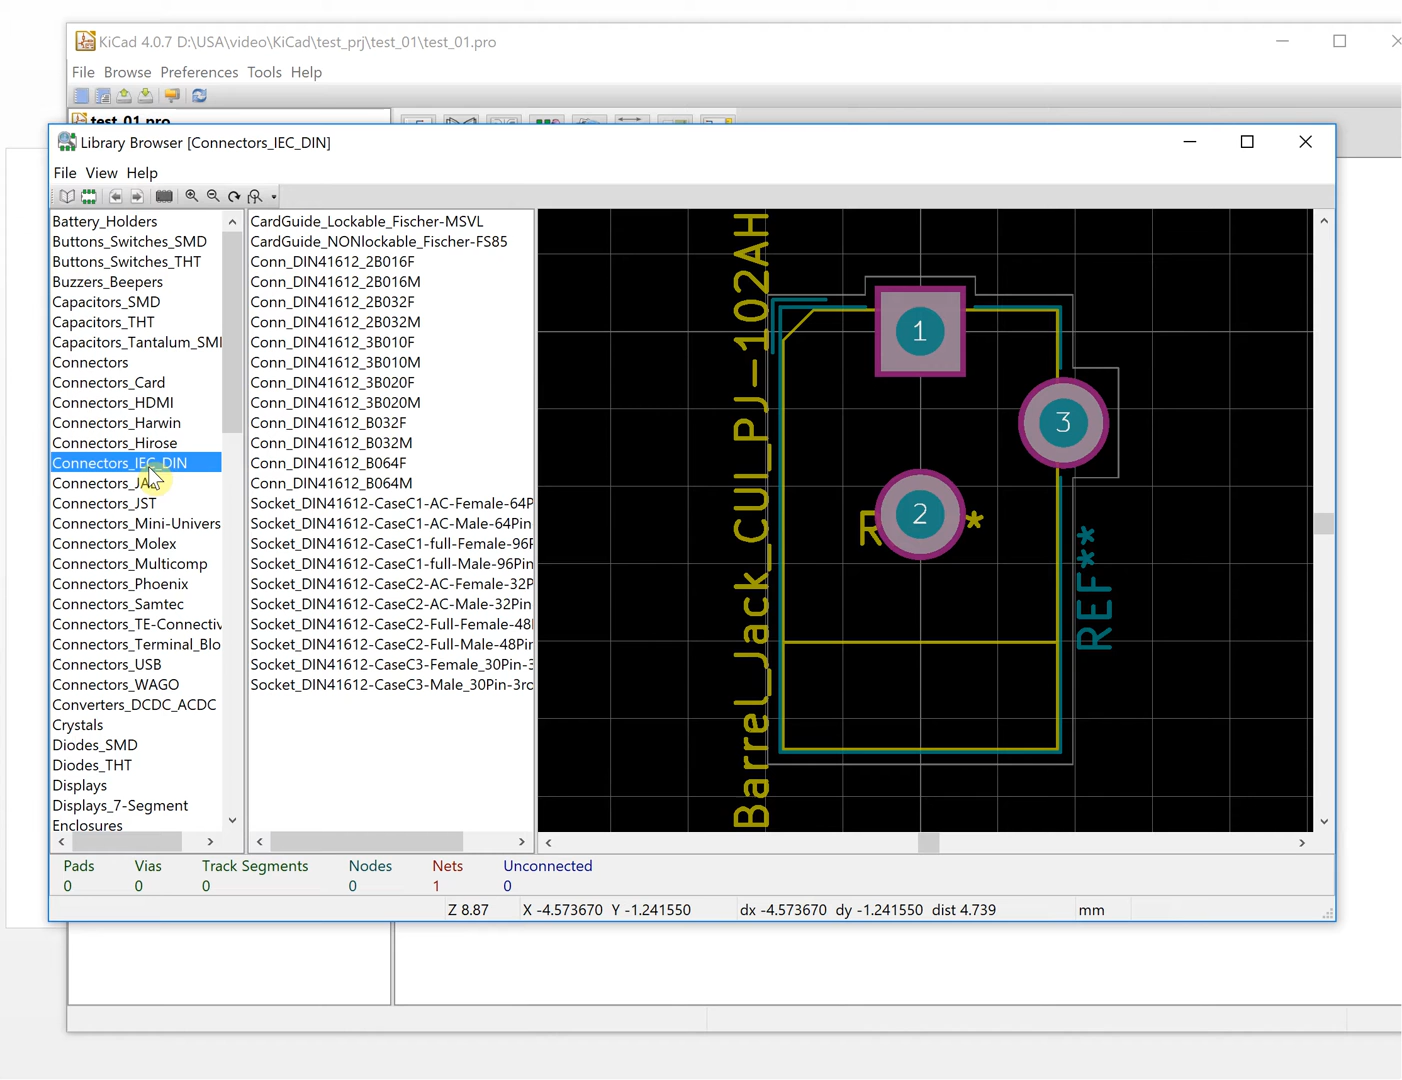 KiCad 4.0.7 D:\USA\video\KiCad\test_prj\test_01\test_01.pro
File Browse Preferences Tools Help
test_01.pro
Library Browser [Connectors_IEC_DIN]
File View Help
Battery_Holders
Buttons_Switches_SMD
Buttons_Switches_THT
Buzzers_Beepers
Capacitors_SMD
Capacitors_THT
Capacitors_Tantalum_SM
Connectors
Connectors_Card
Connectors_HDMI
Connectors_Harwin
Connectors_Hirose
Connectors_IEC_DIN
Connectors_JA
Connectors_JST
Connectors_Mini-Univers
Connectors_Molex
Connectors_Multicomp
Connectors_Phoenix
Connectors_Samtec
Connectors_TE-Connectiv
Connectors_Terminal_Blo
Connectors_USB
Connectors_WAGO
Converters_DCDC_ACDC
Crystals
Diodes_SMD
Diodes_THT
Displays
Displays_7-Segment
Enclosures
CardGuide_Lockable_Fischer-MSVL
CardGuide_NONlockable_Fischer-FS85
Conn_DIN41612_2B016F
Conn_DIN41612_2B016M
Conn_DIN41612_2B032F
Conn_DIN41612_2B032M
Conn_DIN41612_3B010F
Conn_DIN41612_3B010M
Conn_DIN41612_3B020F
Conn_DIN41612_3B020M
Conn_DIN41612_B032F
Conn_DIN41612_B032M
Conn_DIN41612_B064F
Conn_DIN41612_B064M
Socket_DIN41612-CaseC1-AC-Female-64P
Socket_DIN41612-CaseC1-AC-Male-64Pin
Socket_DIN41612-CaseC1-full-Female-96P
Socket_DIN41612-CaseC1-full-Male-96Pin
Socket_DIN41612-CaseC2-AC-Female-32P
Socket_DIN41612-CaseC2-AC-Male-32Pin
Socket_DIN41612-CaseC2-Full-Female-48
Socket_DIN41612-CaseC2-Full-Male-48Pin
Socket_DIN41612-CaseC3-Female_30Pin-3
Socket_DIN41612-CaseC3-Male_30Pin-3ro
Barrel_Jack_CUI_PJ-102AH
1
3
2
R *
REF**
Pads Vias Track Segments Nodes Nets Unconnected
0 0 0 0 1 0
Z 8.87 X -4.573670 Y -1.241550 dx -4.573670 dy -1.241550 dist 4.739 mm